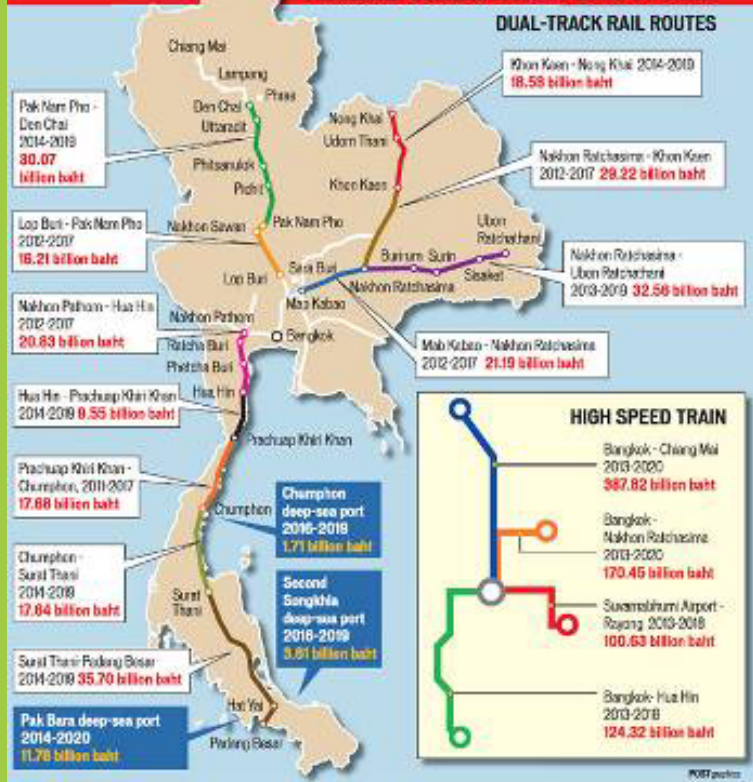 DUAL-TRACK RAIL ROUTES
Chiang Mai
Lampang
Phrae
Den Chai
Uttaradit
Phitsanulok
Pichit
Nakhon Sawan
Pak Nam Pho
Lop Buri
Sara Buri
Map Kabao
Nakhon Pathom
Ratcha Buri
Phetcha Buri
Hua Hin
Bangkok
Prachuap Khiri Khan
Chumphon
Surat
Thani
Hat Yai
Padang Besar
Nong Khai
Udorn Thani
Khon Kaen
Buriram
Surin
Sisaket
Ubon
Ratchathani
Nakhon Ratchasima
Khon Kaen - Nong Khai 2014-2019
18.58 billion baht
Nakhon Ratchasima - Khon Kaen
2012-2017 29.22 billion baht
Nakhon Ratchasima -
Ubon Ratchathani
2013-2019 32.56 billion baht
Mab Kabao - Nakhon Ratchasima
2012-2017 21.19 billion baht
Pak Nam Pho -
Den Chai
2014-2019
30.07
billion baht
Lop Buri - Pak Nam Pho
2012-2017
16.21 billion baht
Nakhon Pathom - Hua Hin
2012-2017
20.83 billion baht
Hua Hin - Prachuap Khiri Khan
2014-2019 billion baht
Prachuap Khiri Khan -
Chumphon, 2011-2017
17.68 billion baht
Chumphon -
Surat Thani
2014-2019
17.64 billion baht
Surat Thani-Padang Besar
2014-2019 35.70 billion baht
Chumphon
deep-sea port
2016-2019
1.71 billion baht
Second
Songkhla
deep-sea port
2016-2019
billion baht
Pak Bara deep-sea port
2014-2020
11.78 billion baht
HIGH SPEED TRAIN
Bangkok - Chiang Mai
2013-2020
387.82 billion baht
Bangkok -
Nakhon Ratchasima
2013-2020
170.45 billion baht
Suvarnabhumi Airport -
Rayong 2013-2018
100.63 billion baht
Bangkok- Hua Hin
2013-2018
124.32 billion baht
POSTgraphics